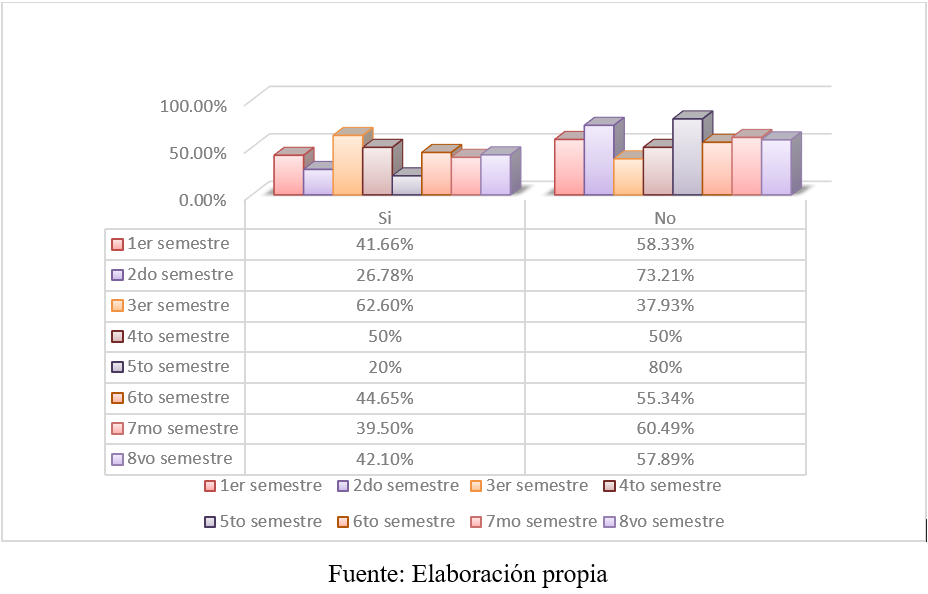 100.00%
50.00%
0.00%
Si No
1er semestre 41.66% 58.33%
2do semestre 26.78% 73.21%
3er semestre 62.60% 37.93%
4to semestre 50% 50%
5to semestre 20% 80%
6to semestre 44.65% 55.34%
7mo semestre 39.50% 60.49%
8vo semestre 42.10% 57.89%
1er semestre 2do semestre 3er semestre 4to semestre
5to semestre 6to semestre 7mo semestre 8vo semestre
Fuente: Elaboración propia